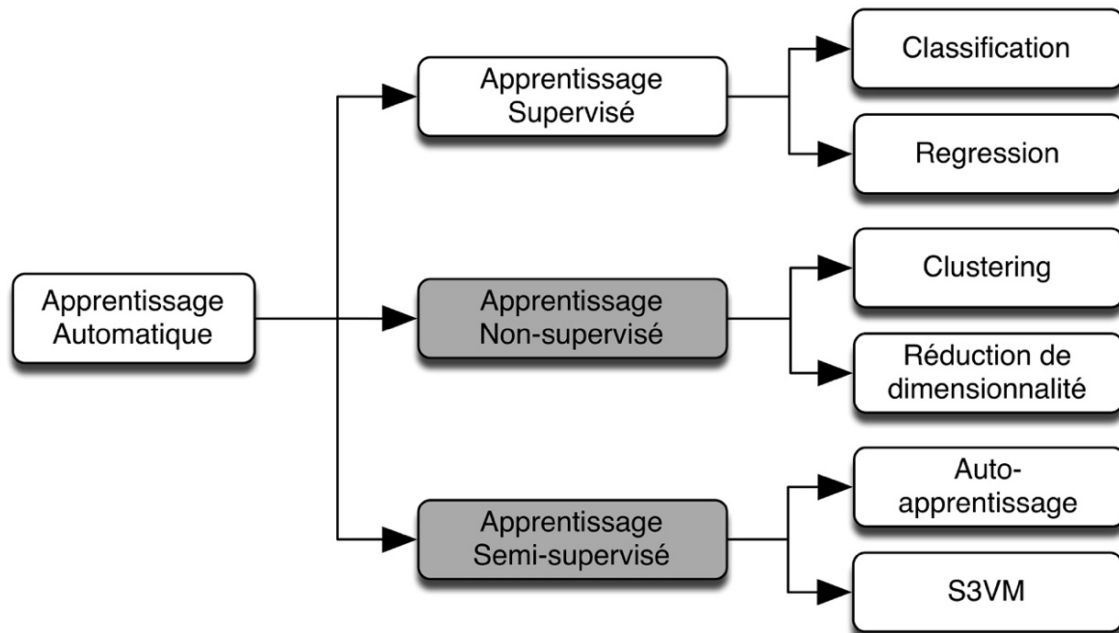 Apprentissage
Automatique
Apprentissage
Supervisé
Classification
Regression
Apprentissage
Non-supervisé
Clustering
Réduction de
dimensionnalité
Apprentissage
Semi-supervisé
Auto-
apprentissage
S3VM